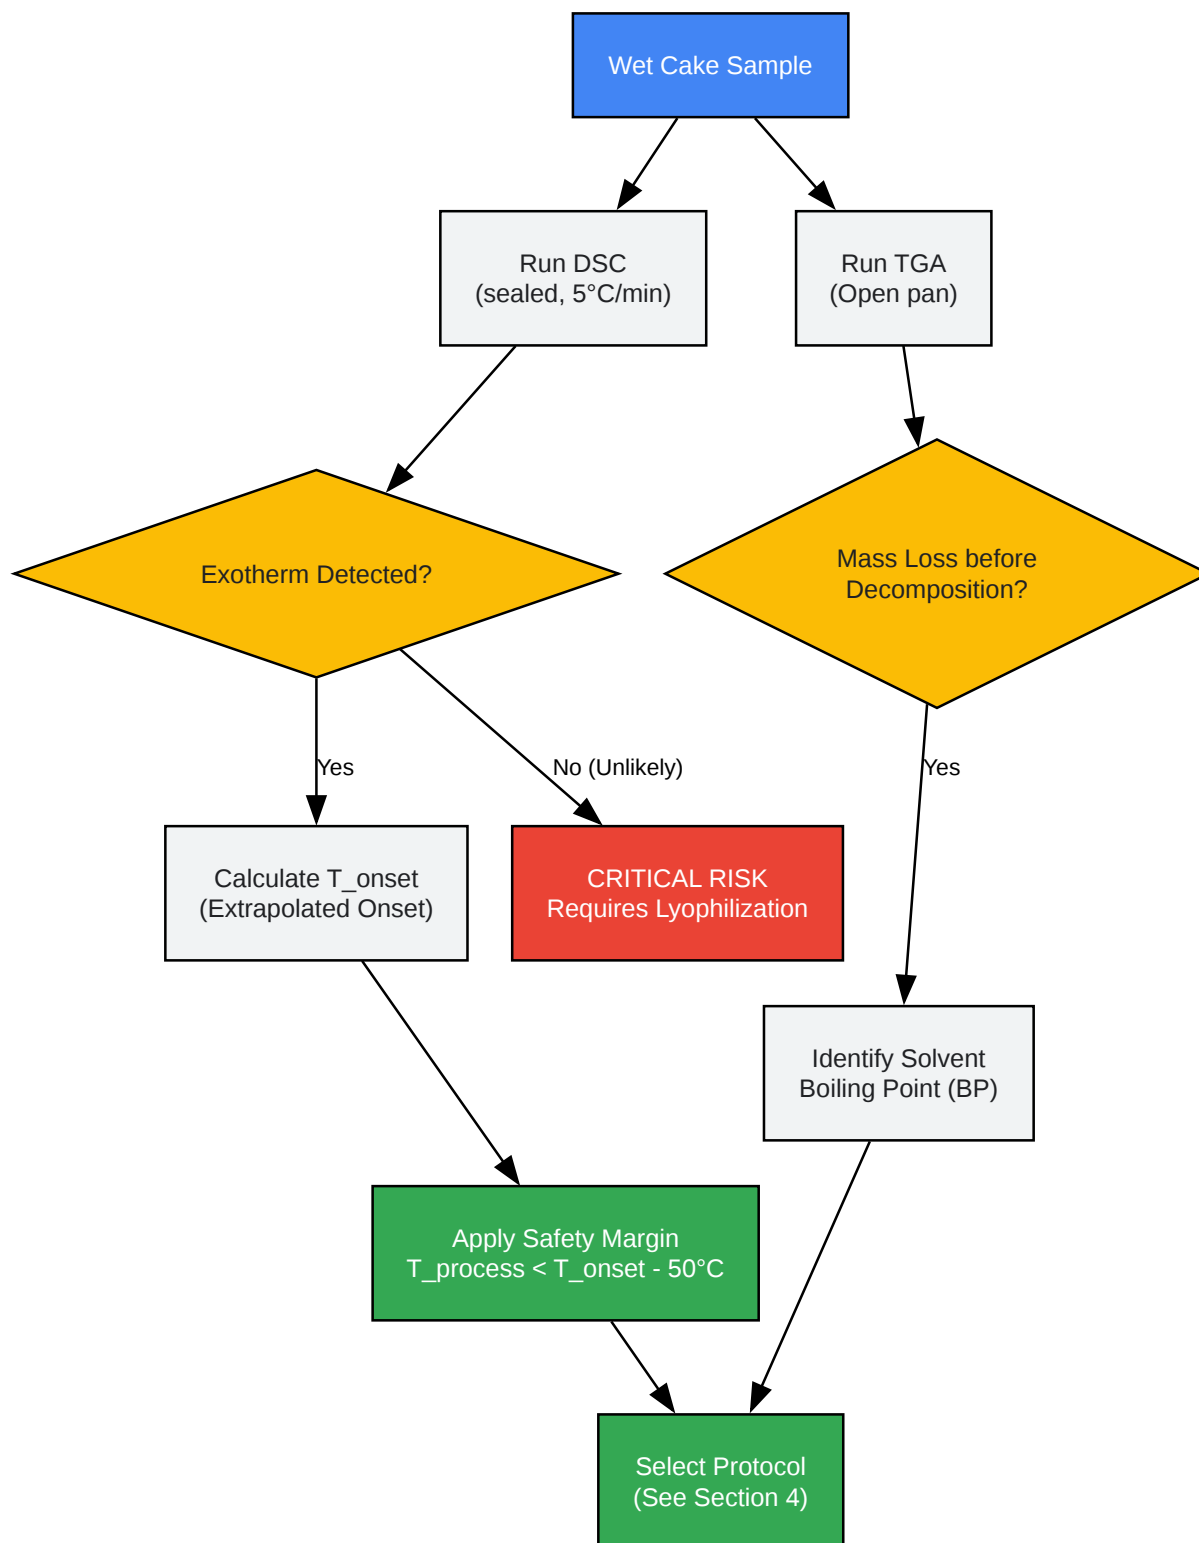 Wet Cake Sample
Run DSC
(sealed, 5°C/min)
Run TGA
(Open pan)
Exotherm Detected?
Mass Loss before
Decomposition?
Yes
No (Unlikely)
Yes
Calculate T_onset
(Extrapolated Onset)
CRITICAL RISK
Requires Lyophilization
Identify Solvent
Boiling Point (BP)
Apply Safety Margin
T_process < T_onset - 50°C
Select Protocol
(See Section 4)